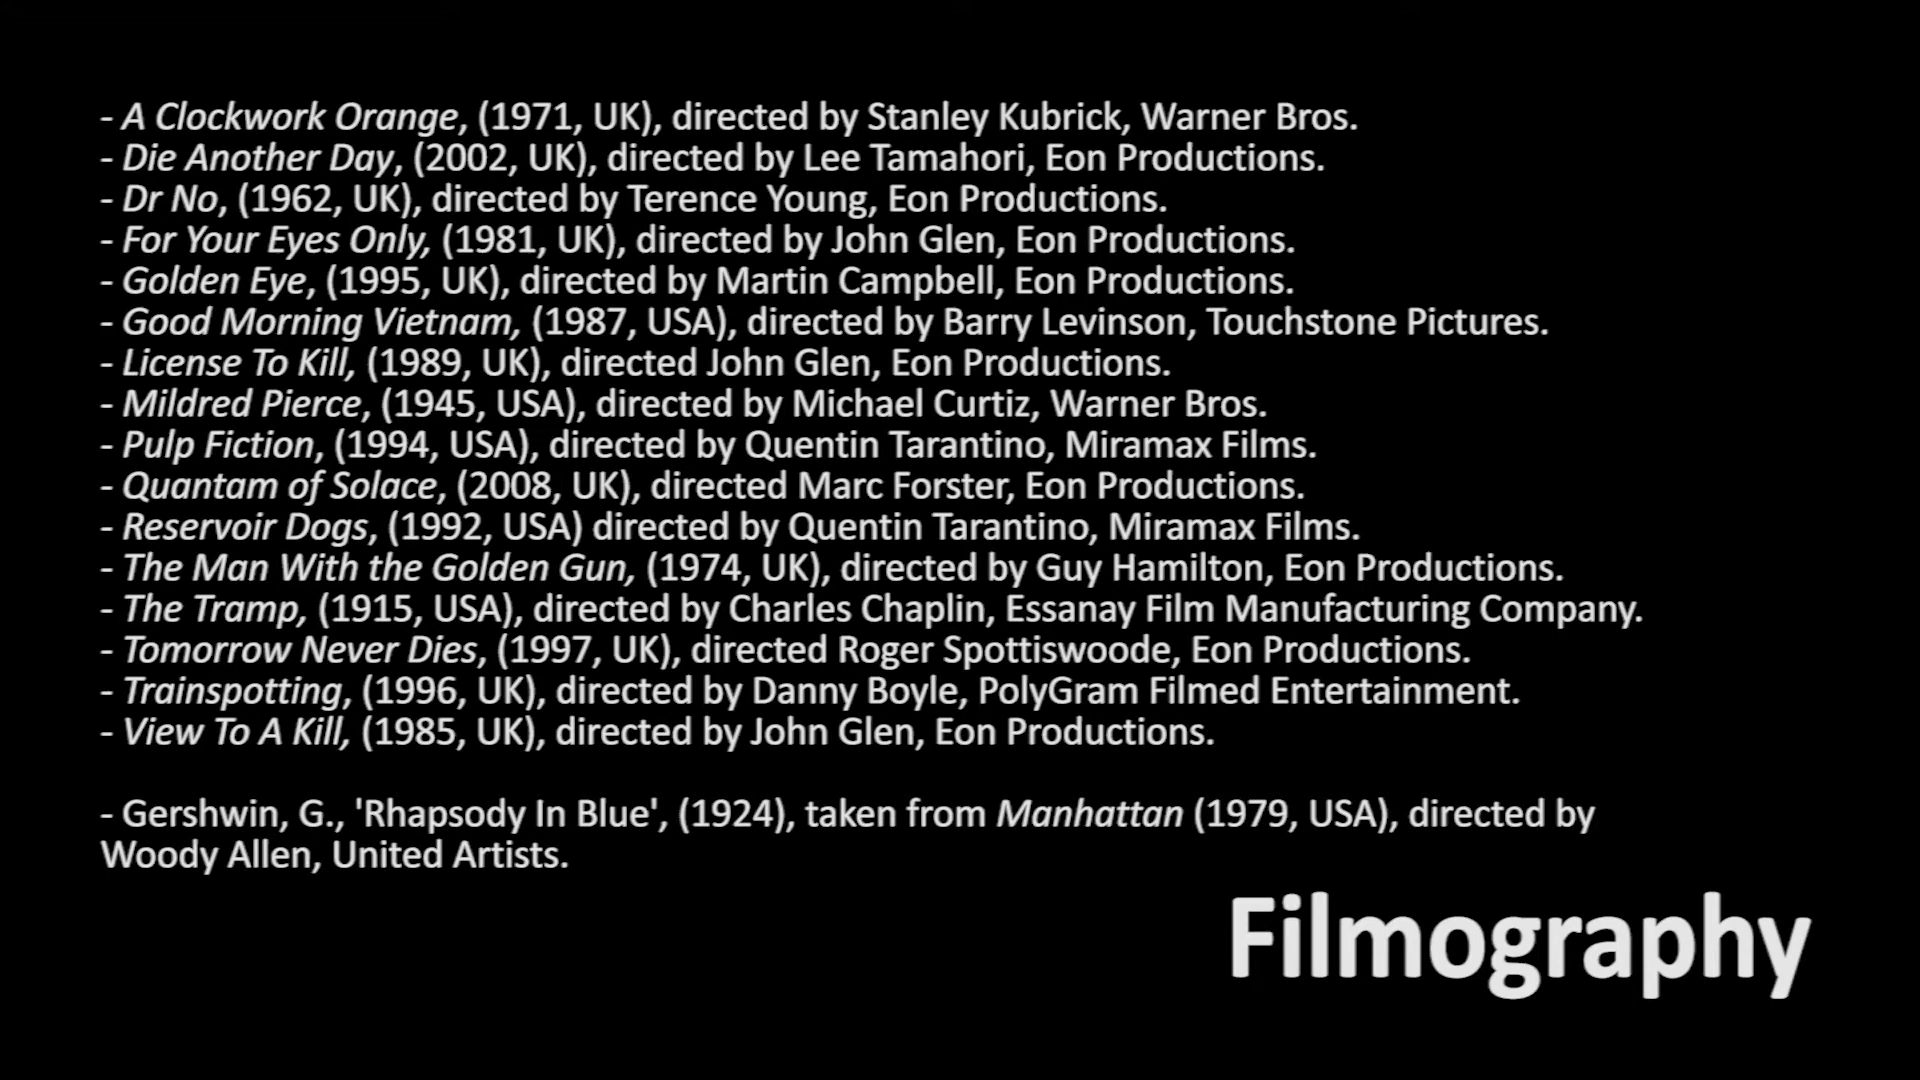 - A Clockwork Orange, (1971, UK), directed by Stanley Kubrick, Warner Bros.
- Die Another Day, (2002, UK), directed by Lee Tamahori, Eon Productions.
- Dr No, (1962, UK), directed by Terence Young, Eon Productions.
- For Your Eyes Only, (1981, UK), directed by John Glen, Eon Productions.
- Golden Eye, (1995, UK), directed by Martin Campbell, Eon Productions.
- Good Morning Vietnam, (1987, USA), directed by Barry Levinson, Touchstone Pictures.
- License To Kill, (1989, UK), directed John Glen, Eon Productions.
- Mildred Pierce, (1945, USA), directed by Michael Curtiz, Warner Bros.
- Pulp Fiction, (1994, USA), directed by Quentin Tarantino, Miramax Films.
- Quantam of Solace, (2008, UK), directed Marc Forster, Eon Productions.
- Reservoir Dogs, (1992, USA) directed by Quentin Tarantino, Miramax Films.
- The Man With the Golden Gun, (1974, UK), directed by Guy Hamilton, Eon Productions.
- The Tramp, (1915, USA), directed by Charles Chaplin, Essanay Film Manufacturing Company.
- Tomorrow Never Dies, (1997, UK), directed Roger Spottiswoode, Eon Productions.
- Trainspotting, (1996, UK), directed by Danny Boyle, PolyGram Filmed Entertainment.
- View To A Kill, (1985, UK), directed by John Glen, Eon Productions.
- Gershwin, G., 'Rhapsody In Blue', (1924), taken from Manhattan (1979, USA), directed by
Woody Allen, United Artists.
Filmography